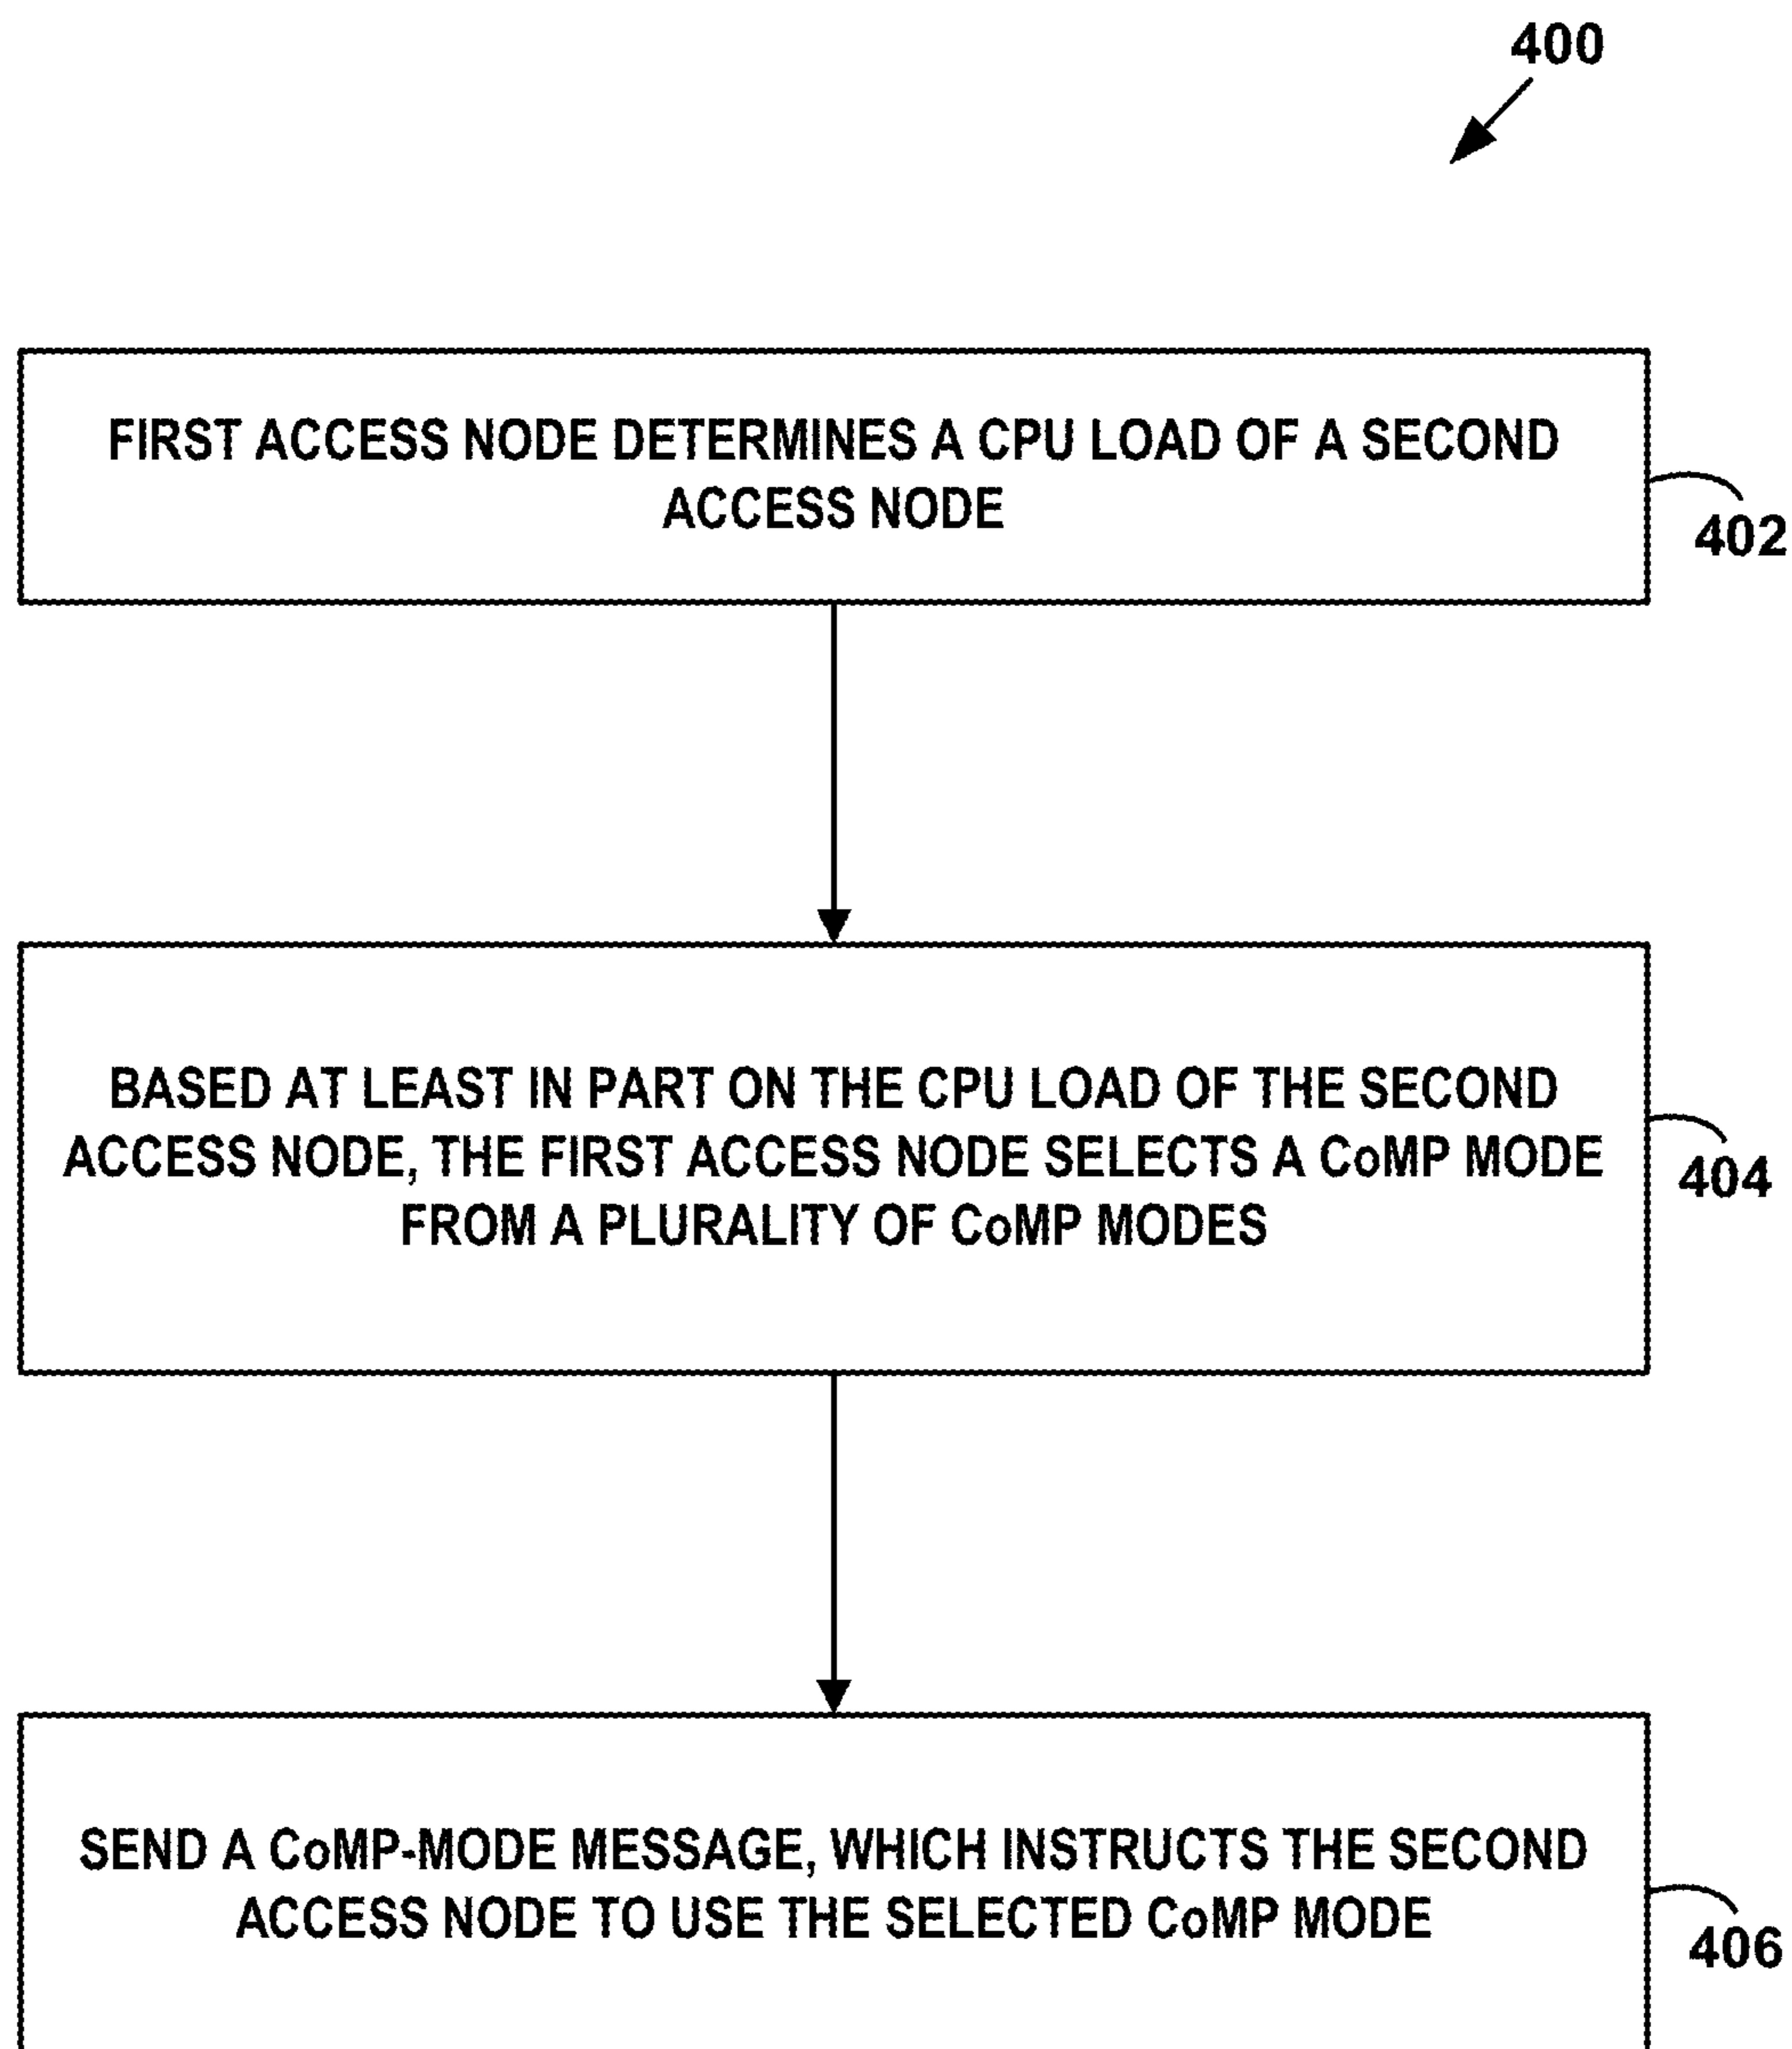 400
FIRST ACCESS NODE DETERMINES A CPU LOAD OF A SECOND
ACCESS NODE
402
BASED AT LEAST IN PART ON THE CPU LOAD OF THE SECOND
ACCESS NODE, THE FIRST ACCESS NODE SELECTS A CoMP MODE
FROM A PLURALITY OF CoMP MODES
404
SEND A CoMP-MODE MESSAGE, WHICH INSTRUCTS THE SECOND
ACCESS NODE TO USE THE SELECTED CoMP MODE
406